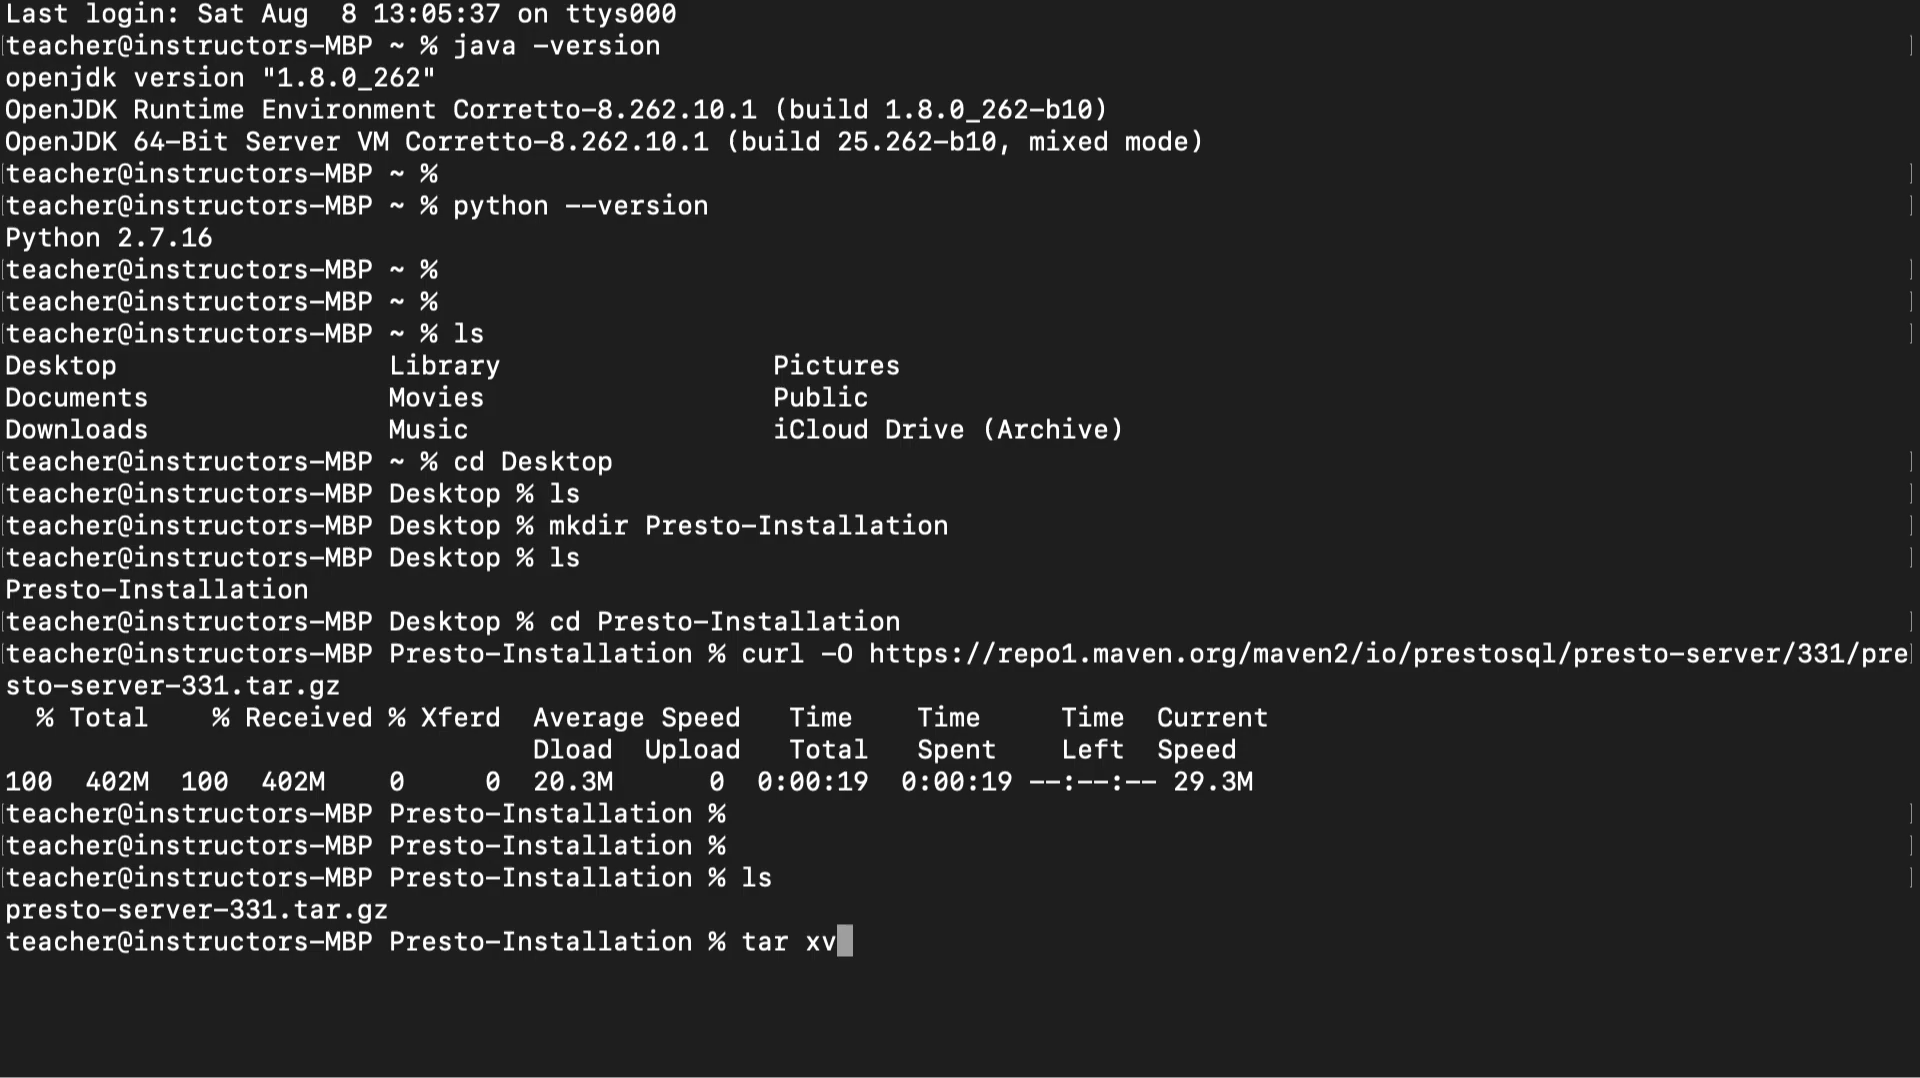 Last login: Sat Aug  8 13:05:37 on ttys000
[teacher@instructors-MBP ~ % java -version ]
openjdk version "1.8.0_262"
OpenJDK Runtime Environment Corretto-8.262.10.1 (build 1.8.0_262-b10)
OpenJDK 64-Bit Server VM Corretto-8.262.10.1 (build 25.262-b10, mixed mode)
[teacher@instructors-MBP ~ % ]
[teacher@instructors-MBP ~ % python --version ]
Python 2.7.16
[teacher@instructors-MBP ~ % ]
[teacher@instructors-MBP ~ % ]
[teacher@instructors-MBP ~ % ls ]
Desktop Library Pictures
Documents Movies Public
Downloads Music iCloud Drive (Archive)
[teacher@instructors-MBP ~ % cd Desktop ]
[teacher@instructors-MBP Desktop % ls ]
[teacher@instructors-MBP Desktop % mkdir Presto-Installation ]
[teacher@instructors-MBP Desktop % ls ]
Presto-Installation
[teacher@instructors-MBP Desktop % cd Presto-Installation ]
[teacher@instructors-MBP Presto-Installation % curl -O https://repo1.maven.org/maven2/io/prestosql/presto-server/331/pre]
sto-server-331.tar.gz
  % Total    % Received % Xferd  Average Speed   Time    Time     Time  Current
                                 Dload  Upload   Total   Spent    Left  Speed
100  402M  100  402M    0     0  20.3M      0  0:00:19  0:00:19 --:--:-- 29.3M
[teacher@instructors-MBP Presto-Installation % ]
[teacher@instructors-MBP Presto-Installation % ]
[teacher@instructors-MBP Presto-Installation % ls ]
presto-server-331.tar.gz
teacher@instructors-MBP Presto-Installation % tar xv